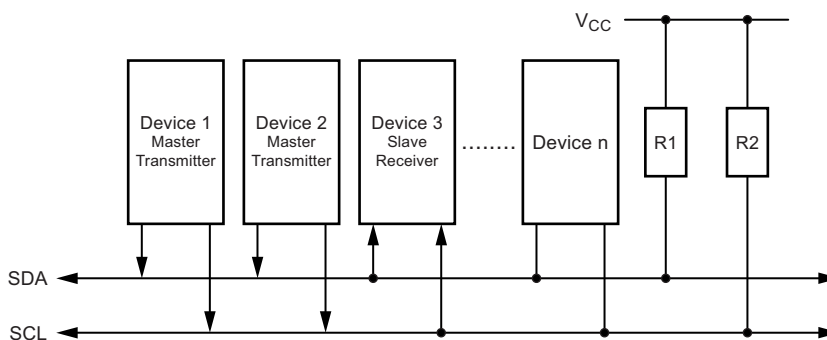 VCC
Device 1
Master
Transmitter
Device 2
Master
Transmitter
Device 3
Slave
Receiver
........
Device n
R1
R2
SDA
SCL